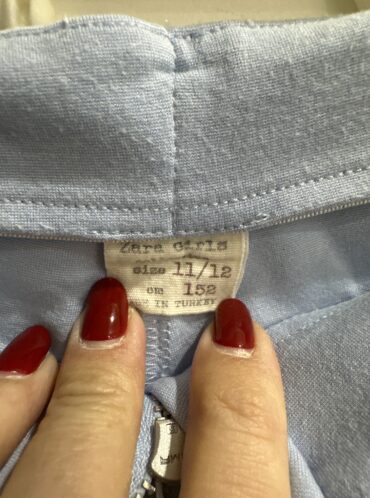 Zara Girls
size 11/12
cm 152
MADE IN TURKEY